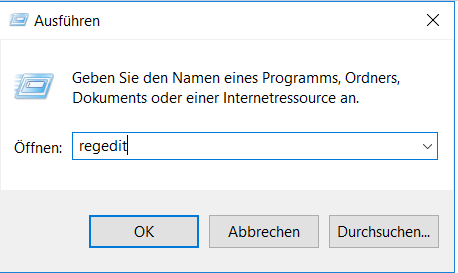 Ausführen
Geben Sie den Namen eines Programms, Ordners,
Dokuments oder einer Internetressource an.
Öffnen: regedit
OK Abbrechen Durchsuchen...